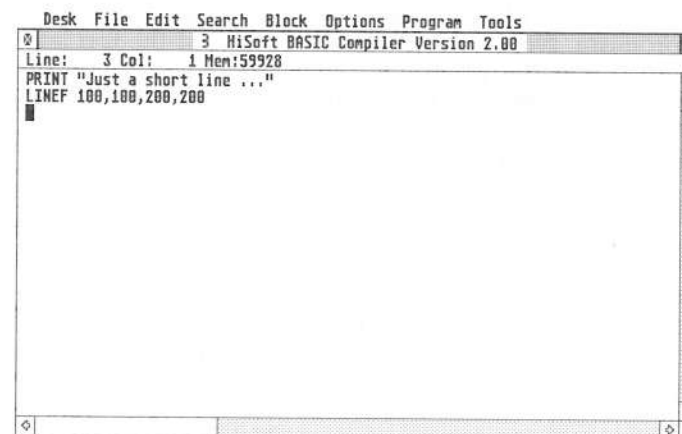 Desk File Edit Search Block Options Program Tools
3 HiSoft BASIC Compiler Version 2.00
Line: 3 Col: 1 Mem:59928
PRINT "Just a short line ..."
LINEF 100,100,200,200